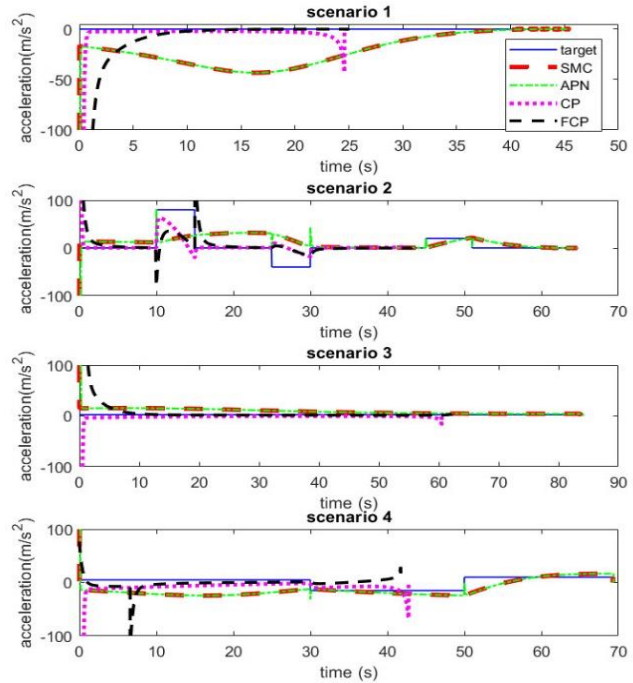 scenario 1
acceleration(m/s²)
0
-50
-100
0 5 10 15 20 25 30 35 40 45 50
time (s)
target
SMC
APN
CP
FCP
scenario 2
acceleration(m/s²)
100
0
-100
0 10 20 30 40 50 60 70
time (s)
scenario 3
acceleration(m/s²)
100
0
-100
0 10 20 30 40 50 60 70 80 90
time (s)
scenario 4
acceleration(m/s²)
100
0
-100
0 10 20 30 40 50 60 70
time (s)